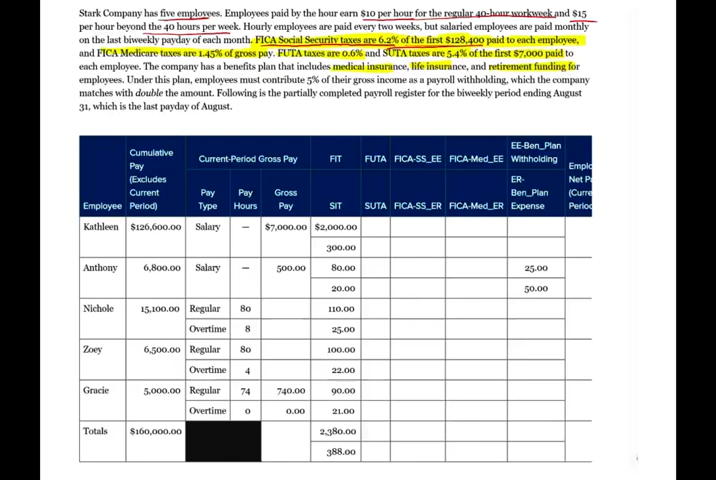 Stark Company has five employees. Employees paid by the hour earn $10 per hour for the regular 40-hour workweek and $15
per hour beyond the 40 hours per week. Hourly employees are paid every two weeks, but salaried employees are paid monthly
on the last biweekly payday of each month. FICA Social Security taxes are 6.2% of the first $128,400 paid to each employee,
and FICA Medicare taxes are 1.45% of gross pay. FUTA taxes are 0.6% and SUTA taxes are 5.4% of the first $7,000 paid to
each employee. The company has a benefits plan that includes medical insurance, life insurance, and retirement funding for
employees. Under this plan, employees must contribute 5% of their gross income as a payroll withholding, which the company
matches with double the amount. Following is the partially completed payroll register for the biweekly period ending August
31, which is the last payday of August.
Employee Cumulative Pay (Excludes Current Period) Current-Period Gross Pay FIT FUTA FICA-SS_EE FICA-Med_EE EE-Ben_Plan Withholding
Pay Type Pay Hours Gross Pay SIT SUTA FICA-SS_ER FICA-Med_ER ER-Ben_Plan Expense
Kathleen $126,600.00 Salary — $7,000.00 $2,000.00
300.00
Anthony 6,800.00 Salary — 500.00 80.00 25.00
20.00 50.00
Nichole 15,100.00 Regular 80 110.00
Overtime 8 25.00
Zoey 6,500.00 Regular 80 100.00
Overtime 4 22.00
Gracie 5,000.00 Regular 74 740.00 90.00
Overtime 0 0.00 21.00
Totals $160,000.00 2,380.00
388.00